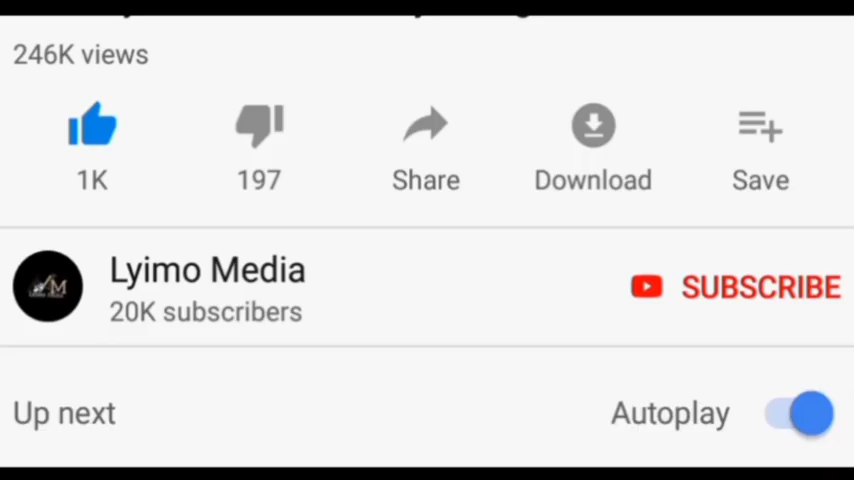 246K views
1K 197 Share Download Save
Lyimo Media
20K subscribers
SUBSCRIBE
Up next Autoplay